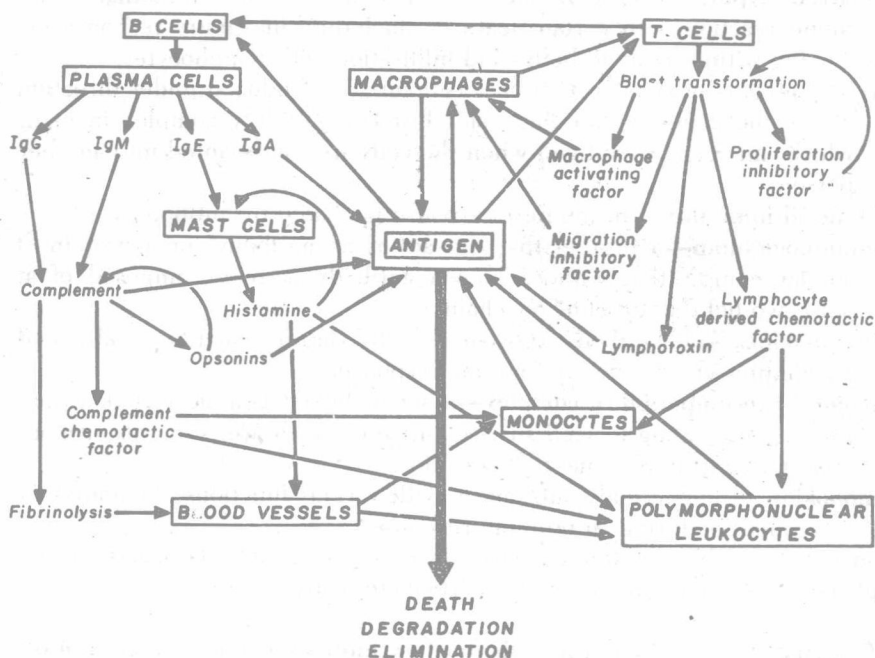 B CELLS
T. CELLS
PLASMA CELLS
MACROPHAGES
Blast transformation
IgG
IgM
IgE
IgA
Macrophage
activating
factor
Proliferation
inhibitory
factor
MAST CELLS
ANTIGEN
Migration
inhibitory
factor
Complement
Histamine
Lymphocyte
derived chemotactic
factor
Opsonins
Lymphotoxin
Complement
chemotactic
factor
MONOCYTES
Fibrinolysis
BLOOD VESSELS
POLYMORPHONUCLEAR
LEUKOCYTES
DEATH
DEGRADATION
ELIMINATION